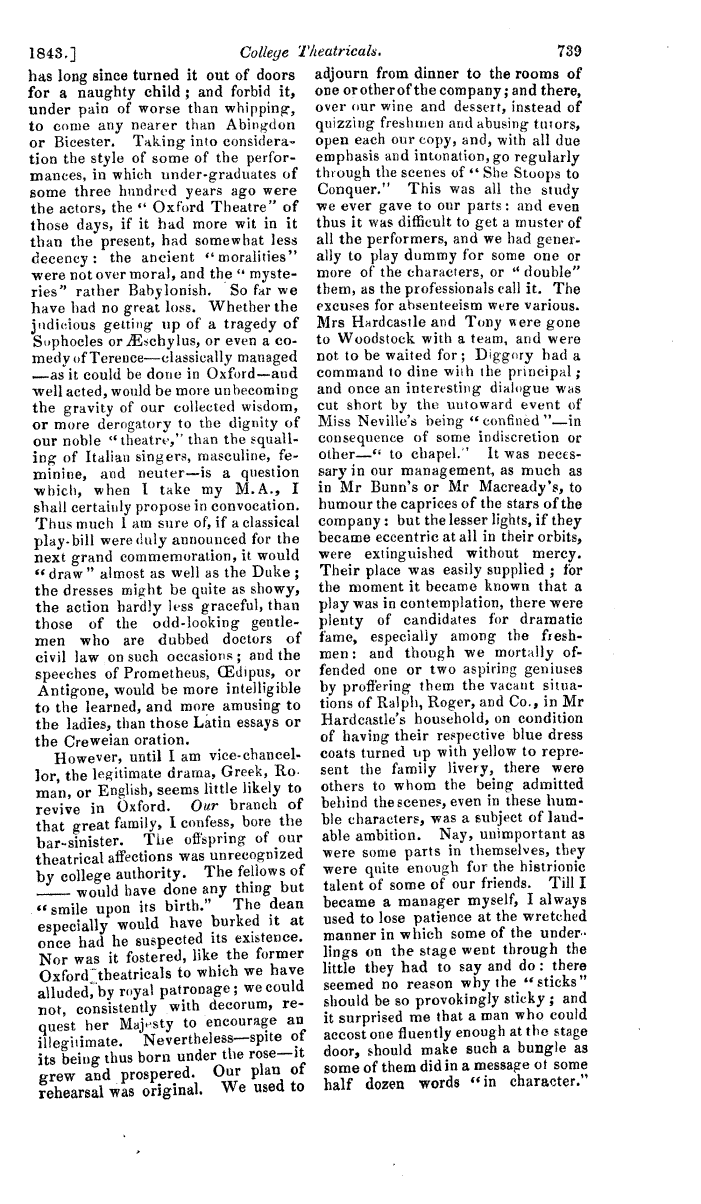 1843.] College Theatricals. 739
has long since turned it out of doors
for a naughty child; and forbid it,
under pain of worse than whipping,
to come any nearer than Abingdon
or Bicester. Taking into considera-
tion the style of some of the perfor-
mances, in which under-graduates of
some three hundred years ago were
the actors, the "Oxford Theatre" of
those days, if it had more wit in it
than the present, had somewhat less
decency: the ancient "moralities"
were not over moral, and the "myste-
ries" rather Babylonish. So far we
have had no great loss. Whether the
judicious getting up of a tragedy of
Sophocles or Æschylus, or even a co-
medy of Terence—classically managed
—as it could be done in Oxford—and
well acted, would be more unbecoming
the gravity of our collected wisdom,
or more derogatory to the dignity of
our noble "theatre," than the squall-
ing of Italian singers, masculine, fe-
minine, and neuter—is a question
which, when I take my M.A., I
shall certainly propose in convocation.
Thus much I am sure of, if a classical
play-bill were duly announced for the
next grand commemoration, it would
"draw" almost as well as the Duke;
the dresses might be quite as showy,
the action hardly less graceful, than
those of the odd-looking gentle-
men who are dubbed doctors of
civil law on such occasions; and the
speeches of Prometheus, Œdipus, or
Antigone, would be more intelligible
to the learned, and more amusing to
the ladies, than those Latin essays or
the Creweian oration.
However, until I am vice-chancel-
lor, the legitimate drama, Greek, Ro-
man, or English, seems little likely to
revive in Oxford. Our branch of
that great family, I confess, bore the
bar-sinister. The offspring of our
theatrical affections was unrecognized
by college authority. The fellows of
—— would have done any thing but
"smile upon its birth." The dean
especially would have burked it at
once had he suspected its existence.
Nor was it fostered, like the former
Oxford theatricals to which we have
alluded, by royal patronage; we could
not, consistently with decorum, re-
quest her Majesty to encourage an
illegitimate. Nevertheless—spite of
its being thus born under the rose—it
grew and prospered. Our plan of
rehearsal was original. We used to
adjourn from dinner to the rooms of
one or other of the company; and there,
over our wine and dessert, instead of
quizzing freshmen and abusing tutors,
open each our copy, and, with all due
emphasis and intonation, go regularly
through the scenes of "She Stoops to
Conquer." This was all the study
we ever gave to our parts: and even
thus it was difficult to get a muster of
all the performers, and we had gener-
ally to play dummy for some one or
more of the characters, or "double"
them, as the professionals call it. The
excuses for absenteeism were various.
Mrs Hardcastle and Tony were gone
to Woodstock with a team, and were
not to be waited for; Diggory had a
command to dine with the principal;
and once an interesting dialogue was
cut short by the untoward event of
Miss Neville's being "confined"—in
consequence of some indiscretion or
other—"to chapel." It was neces-
sary in our management, as much as
in Mr Bunn's or Mr Macready's, to
humour the caprices of the stars of the
company: but the lesser lights, if they
became eccentric at all in their orbits,
were extinguished without mercy.
Their place was easily supplied; for
the moment it became known that a
play was in contemplation, there were
plenty of candidates for dramatic
fame, especially among the fresh-
men: and though we mortally of-
fended one or two aspiring geniuses
by proffering them the vacant situa-
tions of Ralph, Roger, and Co., in Mr
Hardcastle's household, on condition
of having their respective blue dress
coats turned up with yellow to repre-
sent the family livery, there were
others to whom the being admitted
behind the scenes, even in these hum-
ble characters, was a subject of laud-
able ambition. Nay, unimportant as
were some parts in themselves, they
were quite enough for the histrionic
talent of some of our friends. Till I
became a manager myself, I always
used to lose patience at the wretched
manner in which some of the under-
lings on the stage went through the
little they had to say and do: there
seemed no reason why the "sticks"
should be so provokingly sticky; and
it surprised me that a man who could
accost one fluently enough at the stage
door, should make such a bungle as
some of them did in a message of some
half dozen words "in character."